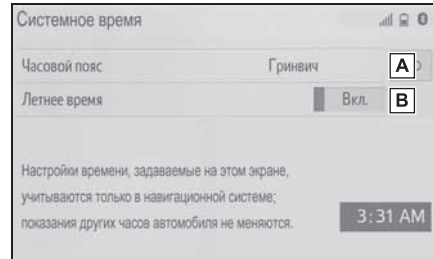 Системное время
Часовой пояс Гринвич A
Летнее время Вкл. B
Настройки времени, задаваемые на этом экране,
учитываются только в навигационной системе;
показания других часов автомобиля не меняются.
3:31 AM